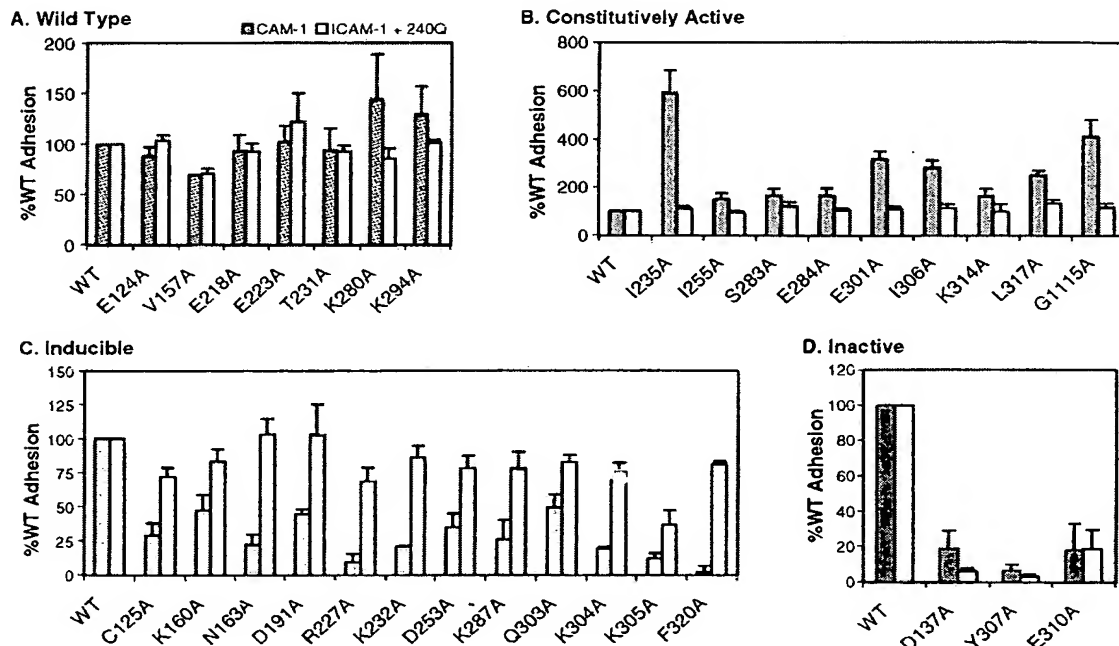 A. Wild Type
CAM-1 ICAM-1 + 240Q
200
150
100
50
0
%WT Adhesion
WT
E124A
V157A
E218A
E223A
T231A
K280A
K294A
B. Constitutively Active
800
600
400
200
0
%WT Adhesion
WT
I235A
I255A
S283A
E284A
E301A
I306A
K314A
L317A
G1115A
C. Inducible
150
125
100
75
50
25
0
%WT Adhesion
WT
C125A
K160A
N163A
D191A
R227A
K232A
D253A
K287A
Q303A
K304A
K305A
F320A
D. Inactive
120
100
80
60
40
20
0
%WT Adhesion
WT
D137A
Y307A
E310A